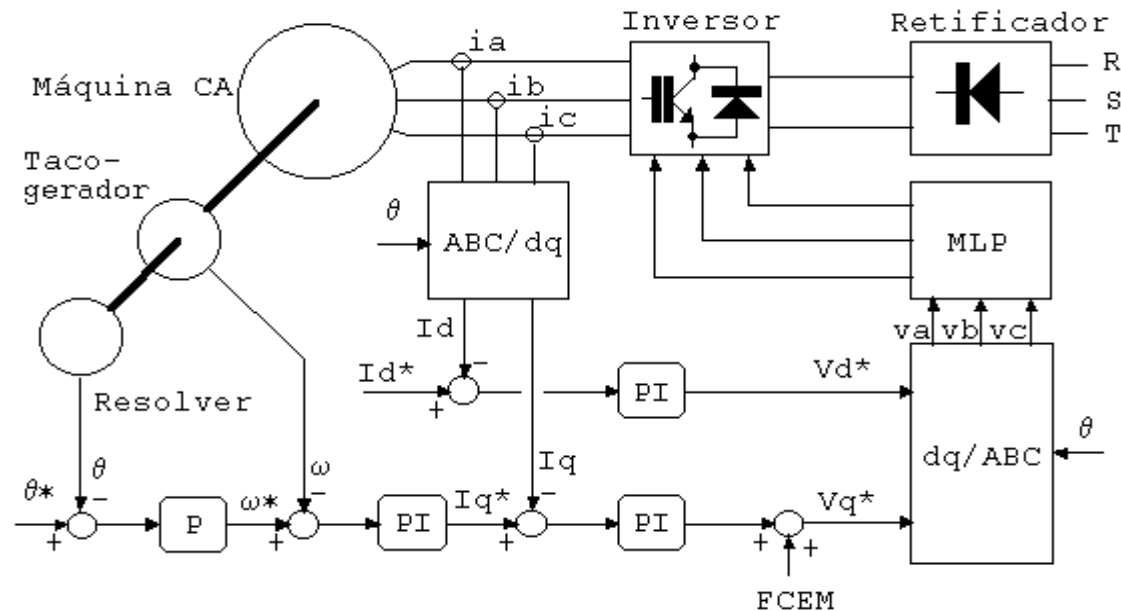 Inversor
Retificador
ia
ib
ic
R
S
T
Máquina CA
Taco-
gerador
θ
ABC/dq
MLP
Id
va vb vc
Id*
-
+
PI
Vd*
Resolver
θ
dq/ABC
θ
-
ω
-
Iq
-
θ*
+
P
ω*
+
PI
Iq*
+
PI
+
+
Vq*
FCEM